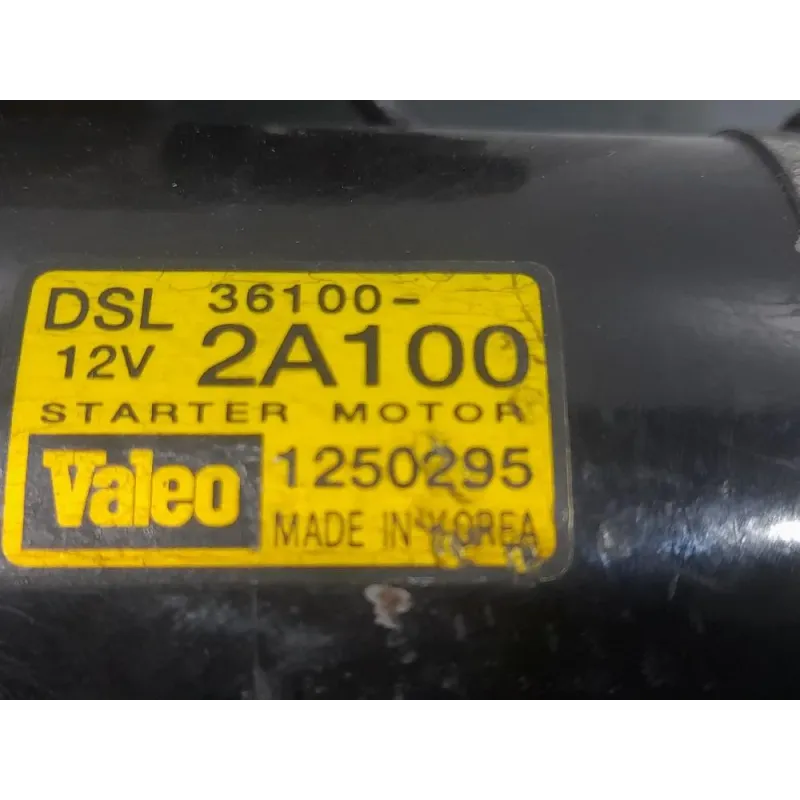 DSL 36100-
12V 2A100
STARTER MOTOR
Valeo 1250295
MADE IN KOREA